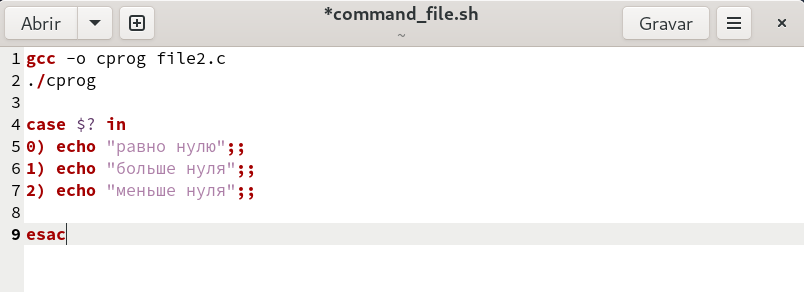 Abrir
*command_file.sh
~
Gravar
1 gcc -o cprog file2.c
2 ./cprog
3
4 case $? in
5 0) echo "равно нулю";;
6 1) echo "больше нуля";;
7 2) echo "меньше нуля";;
8
9 esac